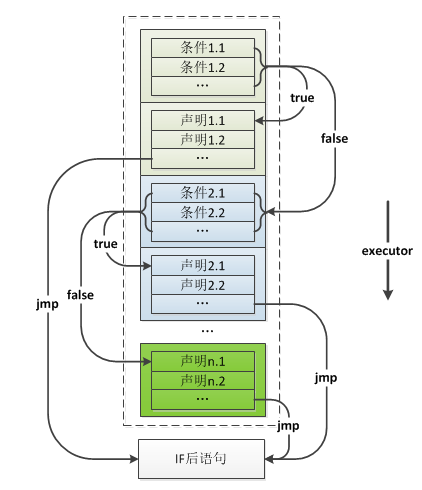 条件1.1
条件1.2
...
true
声明1.1
声明1.2
...
false
条件2.1
条件2.2
...
true
executor
声明2.1
声明2.2
...
false
jmp
...
声明n.1
声明n.2
...
jmp
jmp
IF后语句